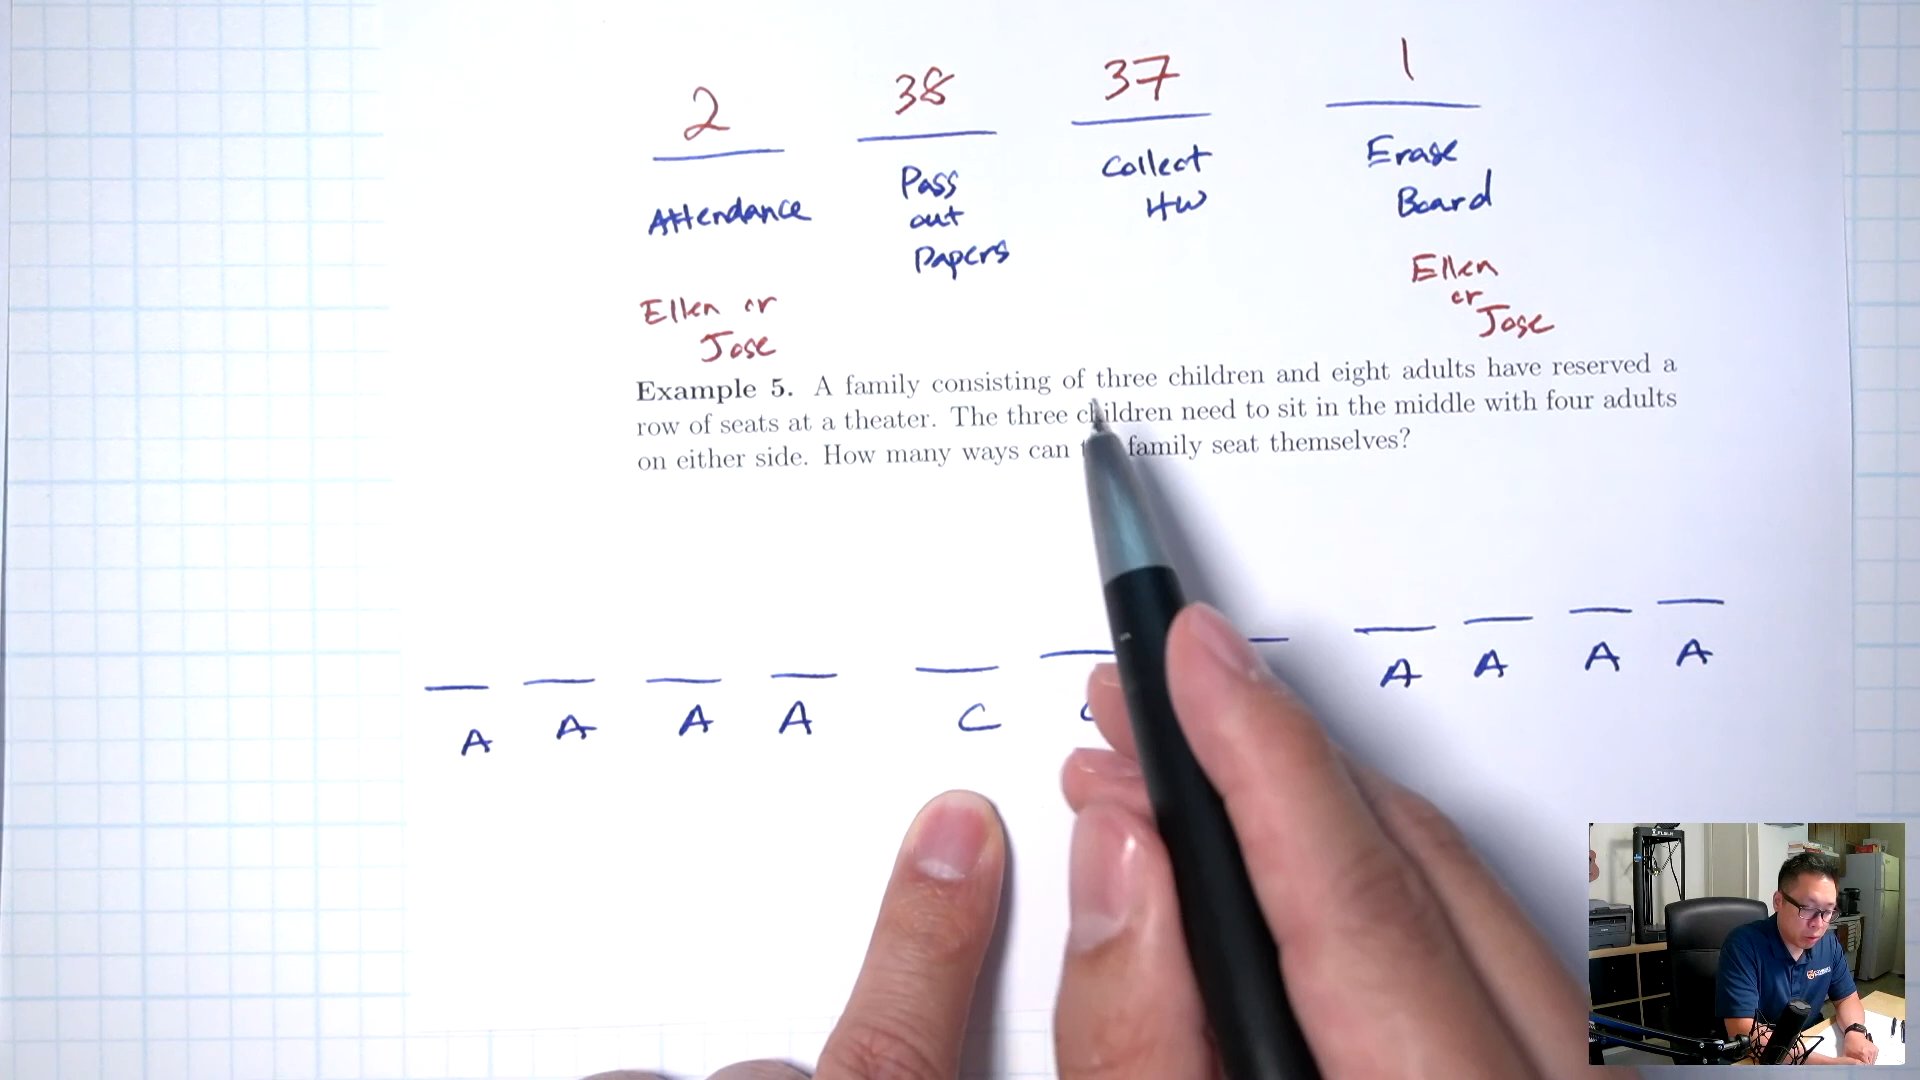 2 38 37 1
Attendance Pass out Papers Collect HW Erase Board
Ellen or Jose Ellen or Jose
Example 5. A family consisting of three children and eight adults have reserved a
row of seats at a theater. The three children need to sit in the middle with four adults
on either side. How many ways can family seat themselves?
A A A A C A A A A